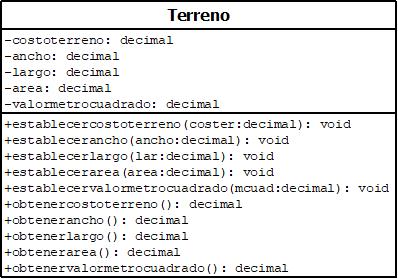 Terreno
-costoterreno: decimal
-ancho: decimal
-largo: decimal
-area: decimal
-valormetrocuadrado: decimal
+establecercostoterreno(coster:decimal): void
+establecerancho(ancho:decimal): void
+establecerlargo(lar:decimal): void
+establecerarea(area:decimal): void
+establecervalormetrocuadrado(mcuad:decimal): void
+obtenercostoterreno(): decimal
+obtenerancho(): decimal
+obtenerlargo(): decimal
+obtenerarea(): decimal
+obtenervalormetrocuadrado(): decimal